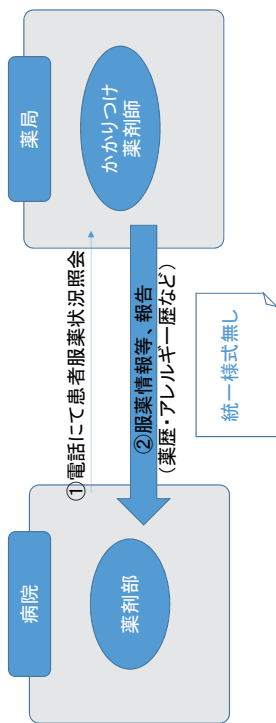 病院
薬剤部
①電話にて患者服薬状況照会
②服薬情報等、報告
(薬歴・アレルギー歴など)
統一様式無し
薬局
かかりつけ
薬剤師